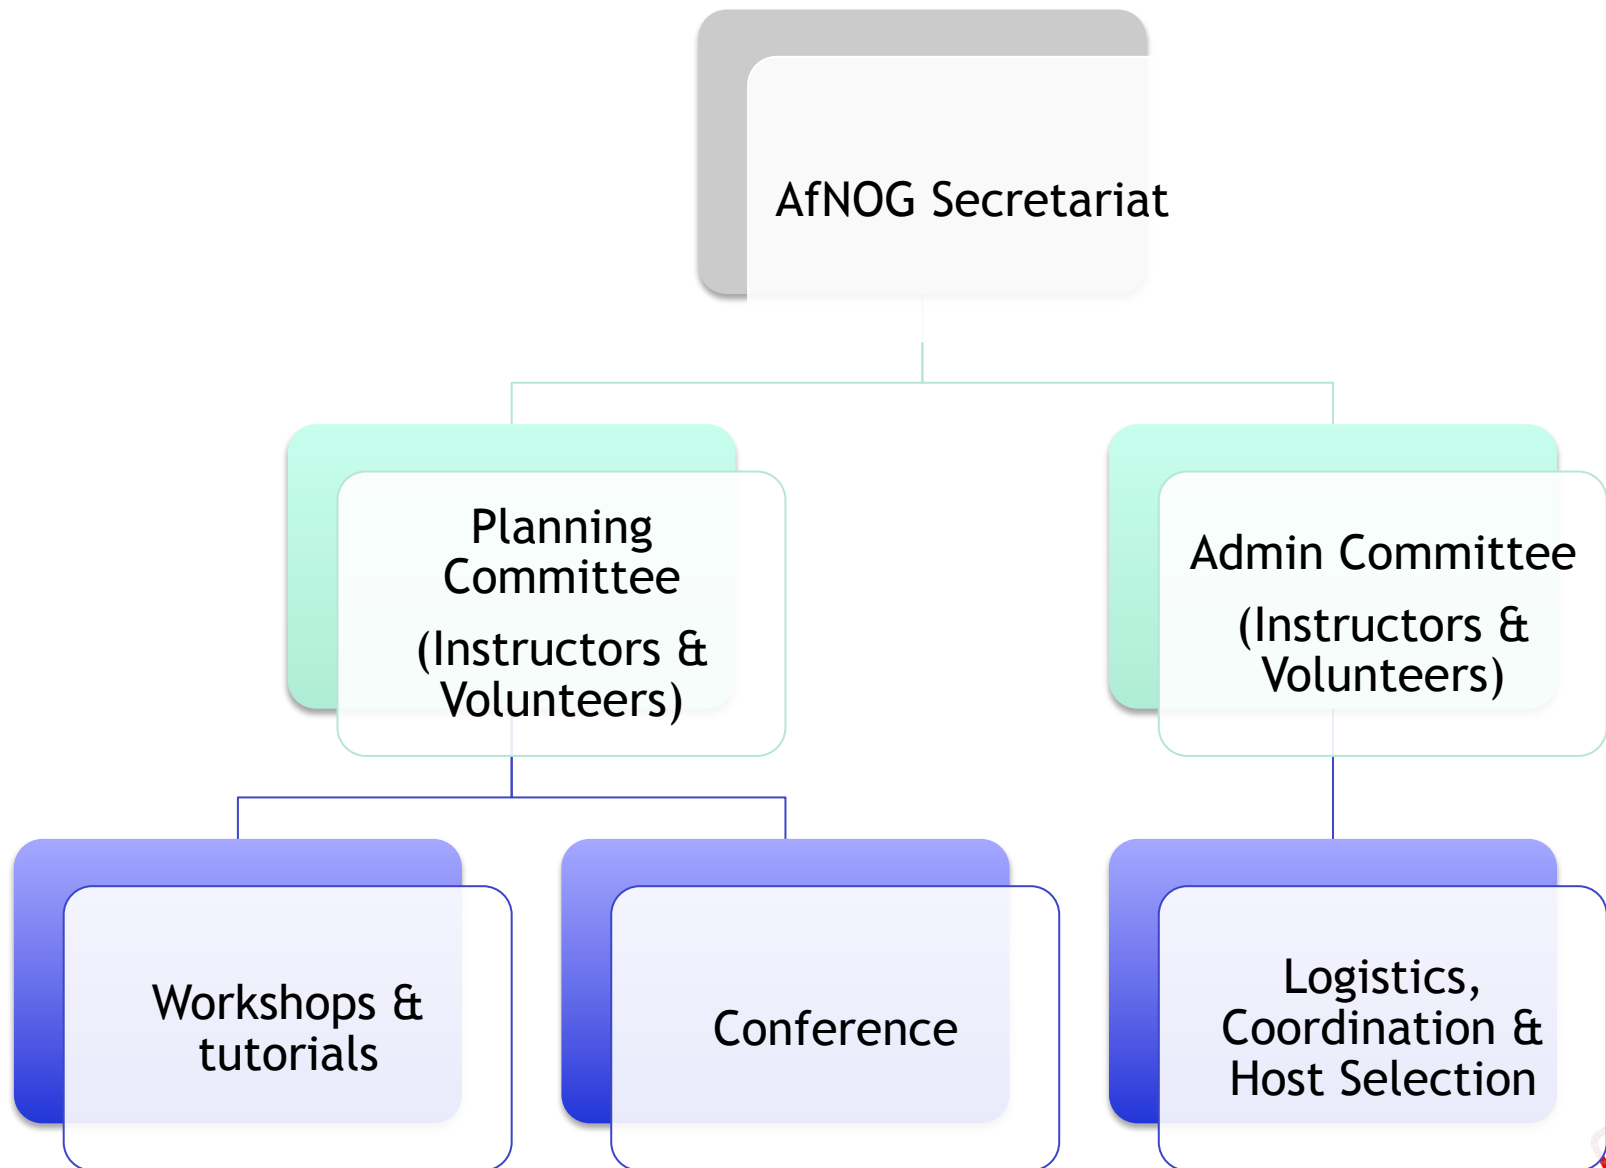 AfNOG Secretariat
Planning
Committee
(Instructors &
Volunteers)
Admin Committee
(Instructors &
Volunteers)
Workshops &
tutorials
Conference
Logistics,
Coordination &
Host Selection